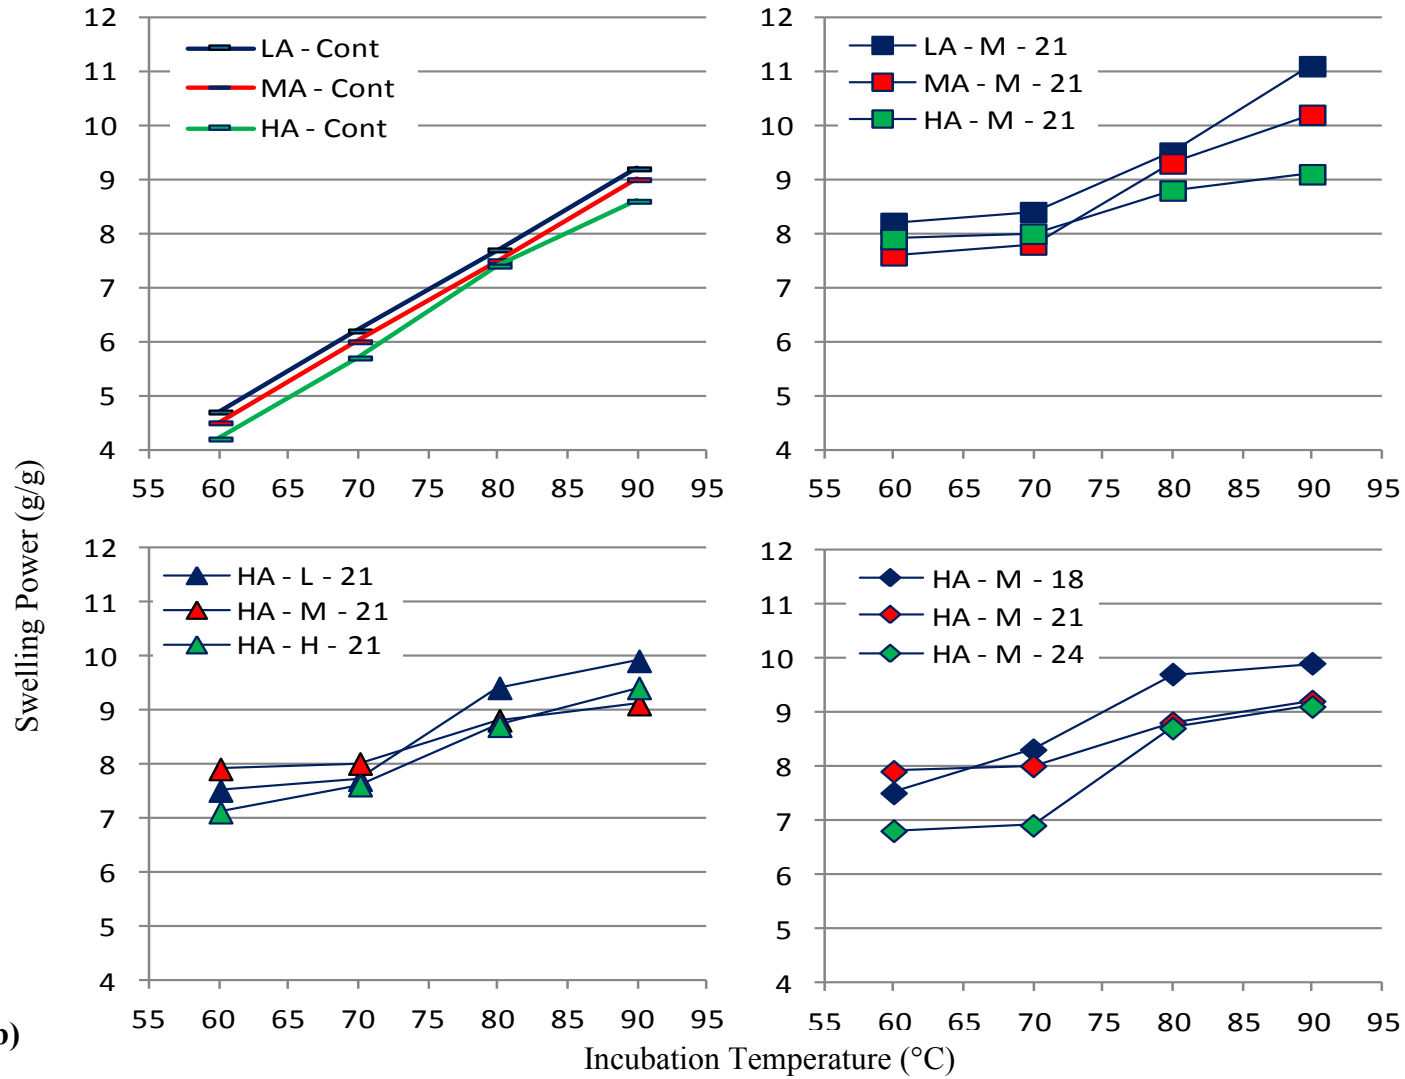 12
11
10
9
8
7
6
5
4
55 60 65 70 75 80 85 90 95
LA - Cont
MA - Cont
HA - Cont
12
11
10
9
8
7
6
5
4
55 60 65 70 75 80 85 90 95
LA - M - 21
MA - M - 21
HA - M - 21
Swelling Power (g/g)
12
11
10
9
8
7
6
5
4
55 60 65 70 75 80 85 90 95
HA - L - 21
HA - M - 21
HA - H - 21
12
11
10
9
8
7
6
5
4
55 60 65 70 75 80 85 90 95
HA - M - 18
HA - M - 21
HA - M - 24
b)
Incubation Temperature (°C)